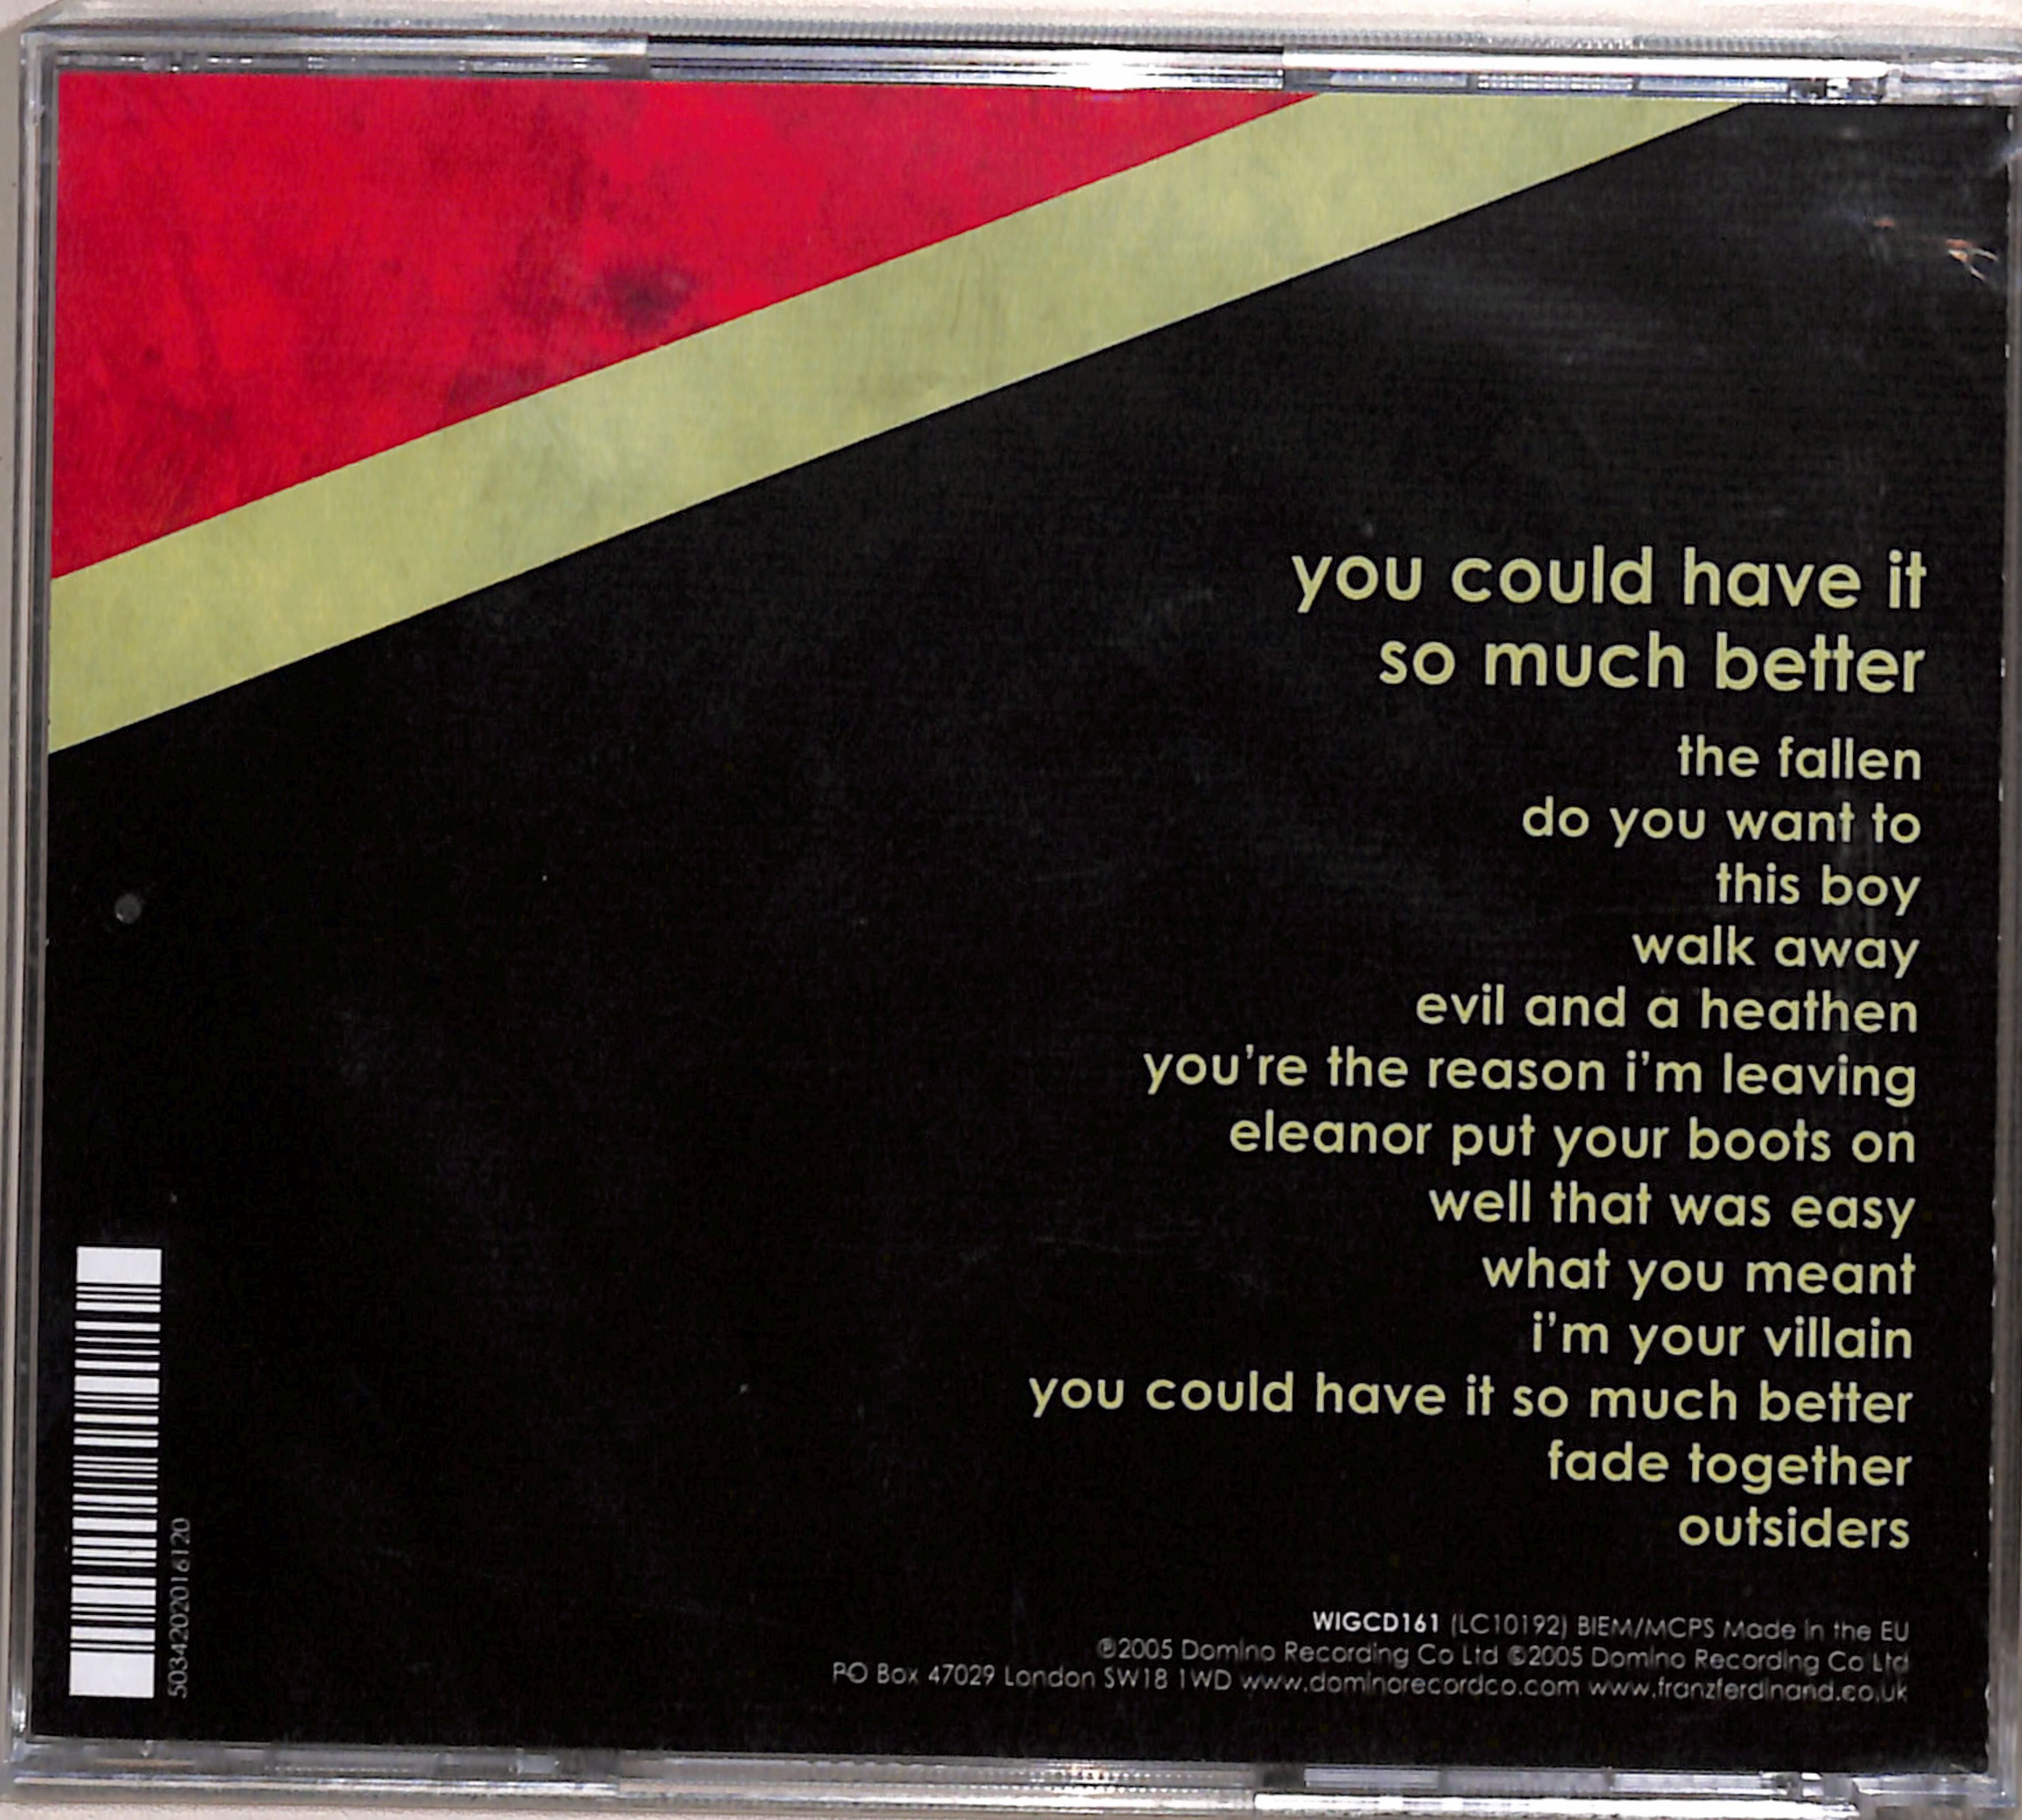 you could have it
so much better
the fallen
do you want to
this boy
walk away
evil and a heathen
you're the reason i'm leaving
eleanor put your boots on
well that was easy
what you meant
i'm your villain
you could have it so much better
fade together
outsiders
WIGCD161 (LC10192) BIEM/MCPS Made in the EU
℗2005 Domino Recording Co Ltd ©2005 Domino Recording Co Ltd
PO Box 47029 London SW18 1WD www.dominorecordco.com www.franzferdinand.co.uk
5034202016120